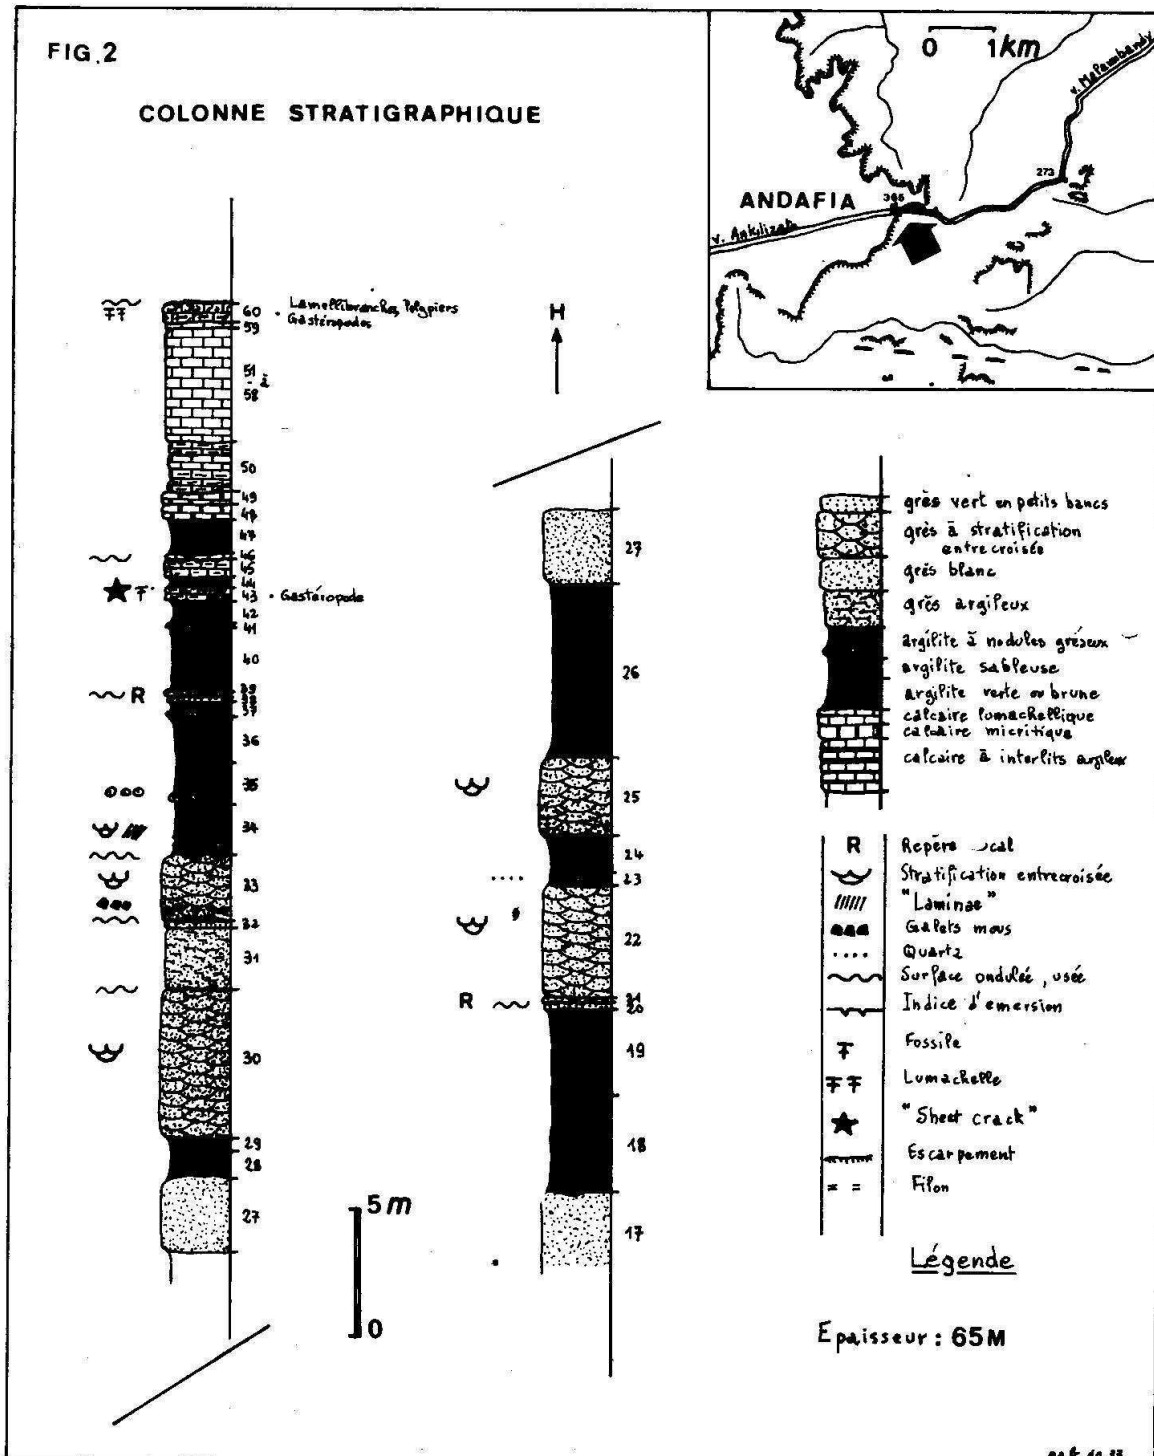 FIG.2
COLONNE STRATIGRAPHIQUE
0 1km
v. Malaimbandy
273
ANDAFIA
365
v. Ankilizato
60
Lamellibranches, Polypiers
Gastéropodes
59
51
à
58
50
49
48
47
46
45
44
43
Gastéropode
42
41
40
39
38
37
R
36
35
34
33
32
31
30
29
28
27
H
27
26
25
24
23
22
21
20
R
19
18
17
5m
0
grès vert en petits bancs
grès à stratification
entrecroisée
grès blanc
grès argileux
argilite à nodules gréseux
argilite sableuse
argilite verte ou brune
calcaire lumachellique
calcaire micritique
calcaire à interlits argileux
R Repère
Stratification entrecroisée
"Laminae"
Galets mous
Quartz
Surface ondulée, usée
Indice d'emersion
Fossile
Lumachelle
"Sheet crack"
Escarpement
Filon
Légende
Epaisseur : 65M